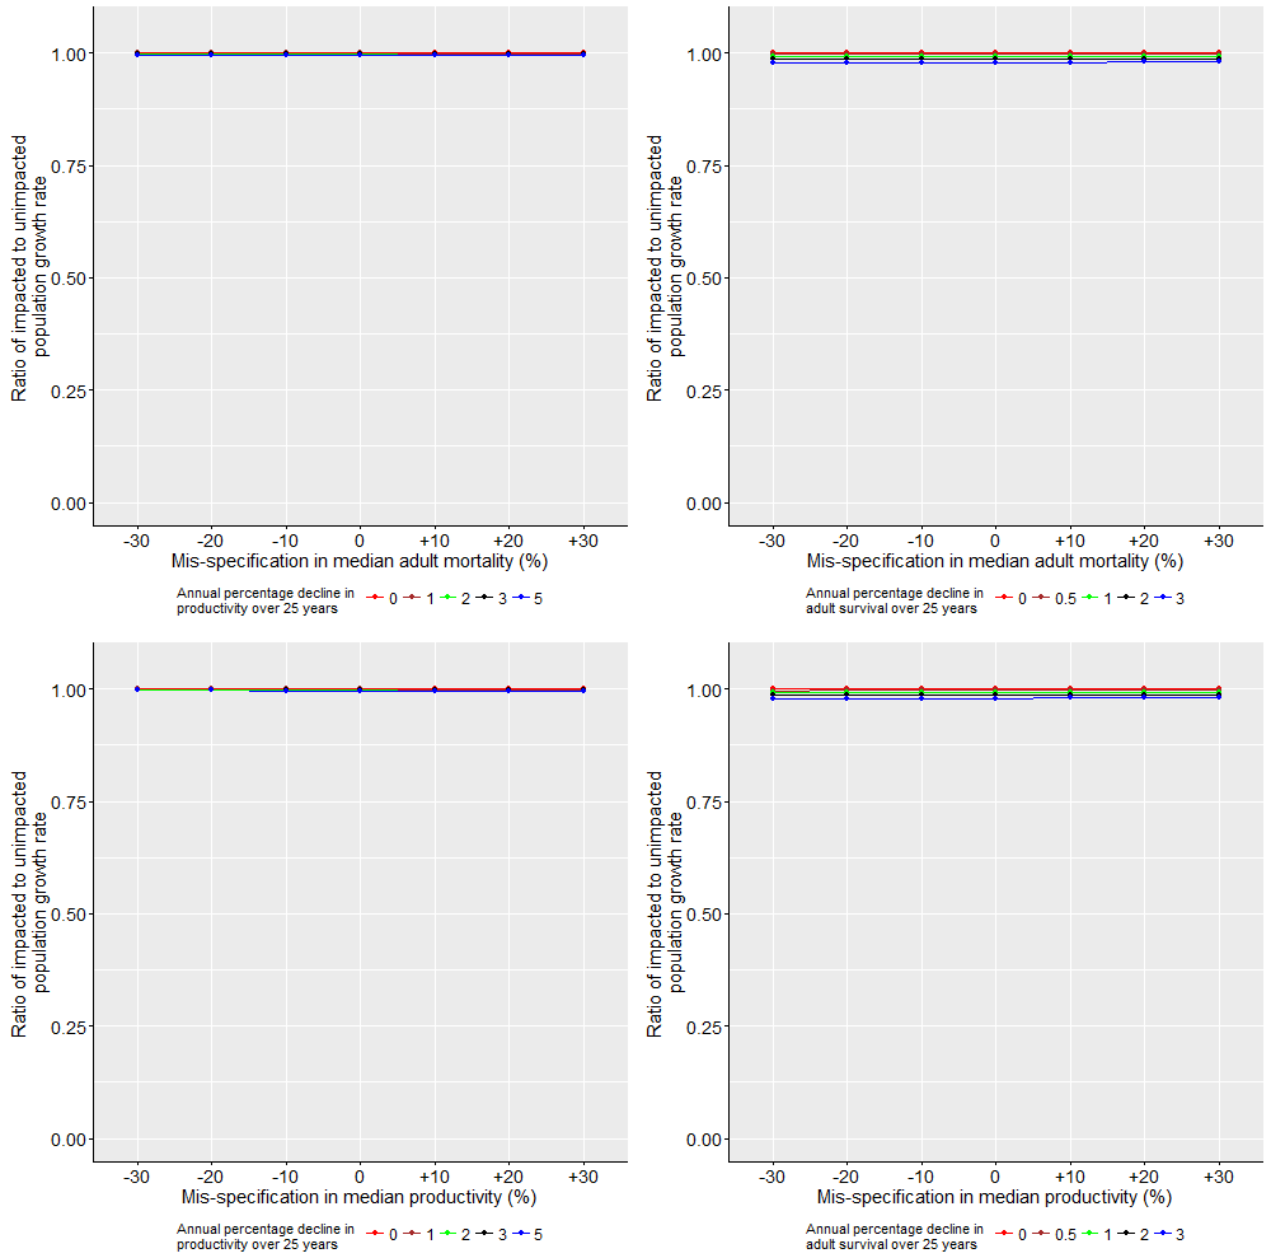 Ratio of impacted to unimpacted
population growth rate
1.00
0.75
0.50
0.25
0.00
-30 -20 -10 0 +10 +20 +30
Mis-specification in median adult mortality (%)
Annual percentage decline in
productivity over 25 years 0 1 2 3 5
Ratio of impacted to unimpacted
population growth rate
1.00
0.75
0.50
0.25
0.00
-30 -20 -10 0 +10 +20 +30
Mis-specification in median adult mortality (%)
Annual percentage decline in
adult survival over 25 years 0 0.5 1 2 3
Ratio of impacted to unimpacted
population growth rate
1.00
0.75
0.50
0.25
0.00
-30 -20 -10 0 +10 +20 +30
Mis-specification in median productivity (%)
Annual percentage decline in
productivity over 25 years 0 1 2 3 5
Ratio of impacted to unimpacted
population growth rate
1.00
0.75
0.50
0.25
0.00
-30 -20 -10 0 +10 +20 +30
Mis-specification in median productivity (%)
Annual percentage decline in
adult survival over 25 years 0 0.5 1 2 3